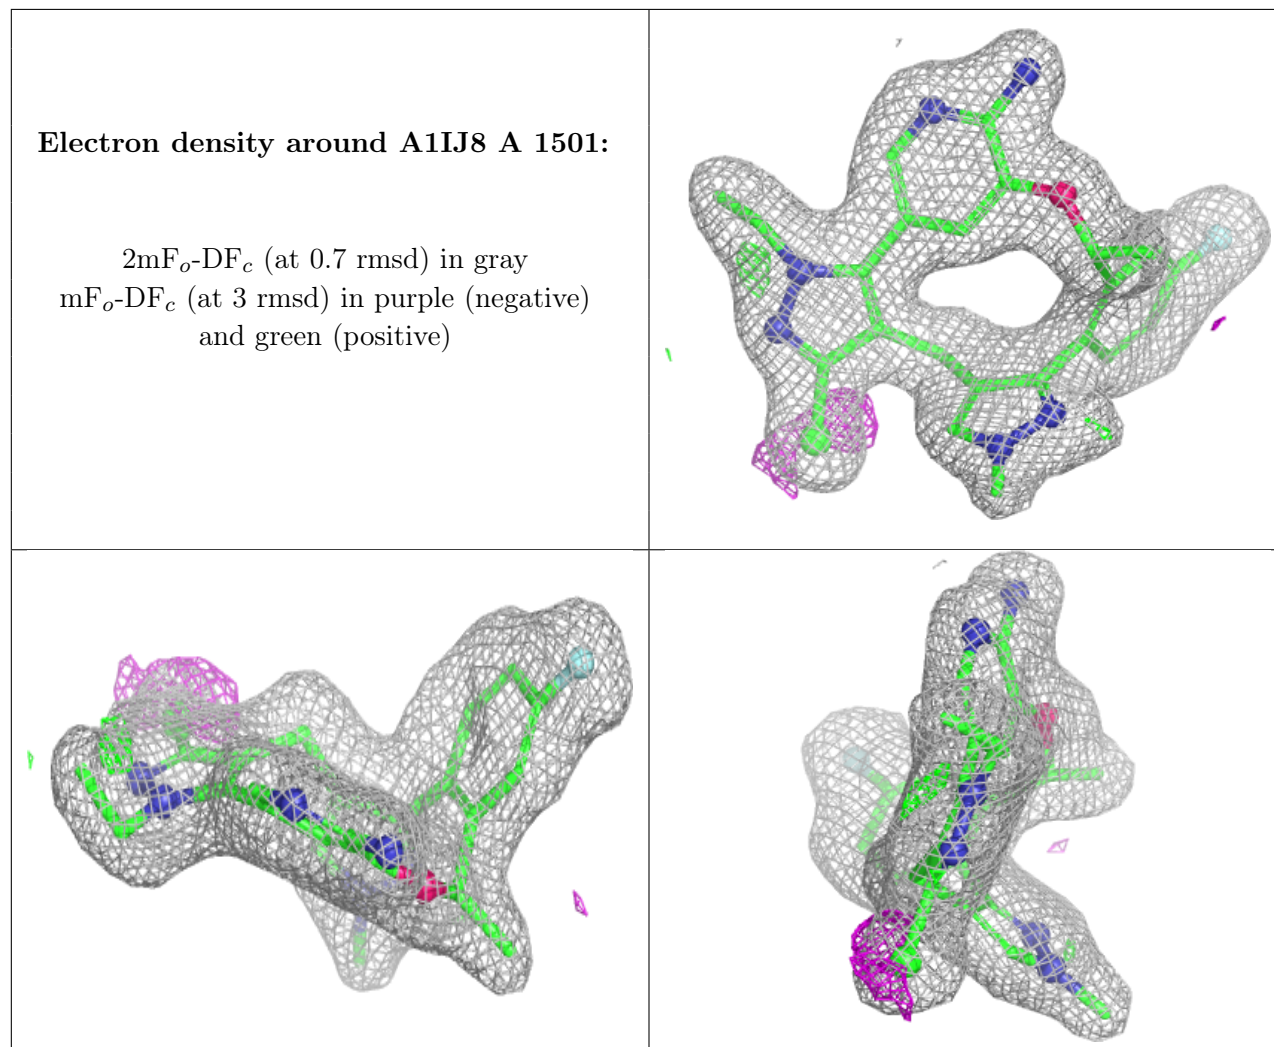 Electron density around A1IJ8 A 1501:
2mFₒ-DF𝒸 (at 0.7 rmsd) in gray
mFₒ-DF𝒸 (at 3 rmsd) in purple (negative)
and green (positive)